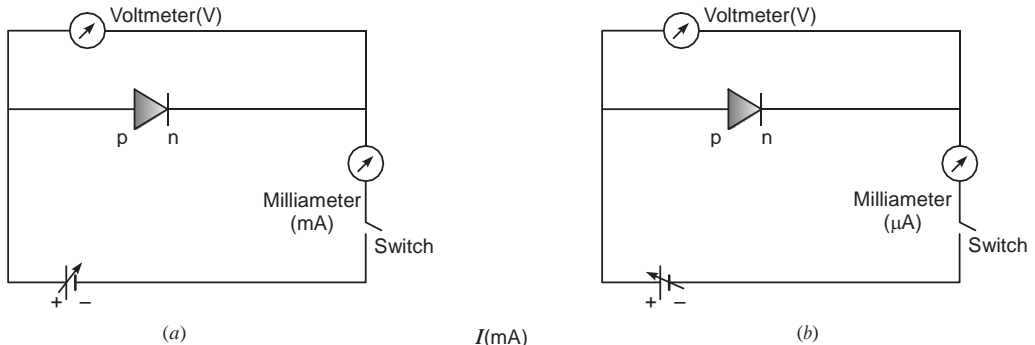 Voltmeter(V)
p n
Milliameter
(mA)
Switch
+ –
(a)
Voltmeter(V)
p n
Milliameter
(μA)
Switch
+ –
(b)
I(mA)